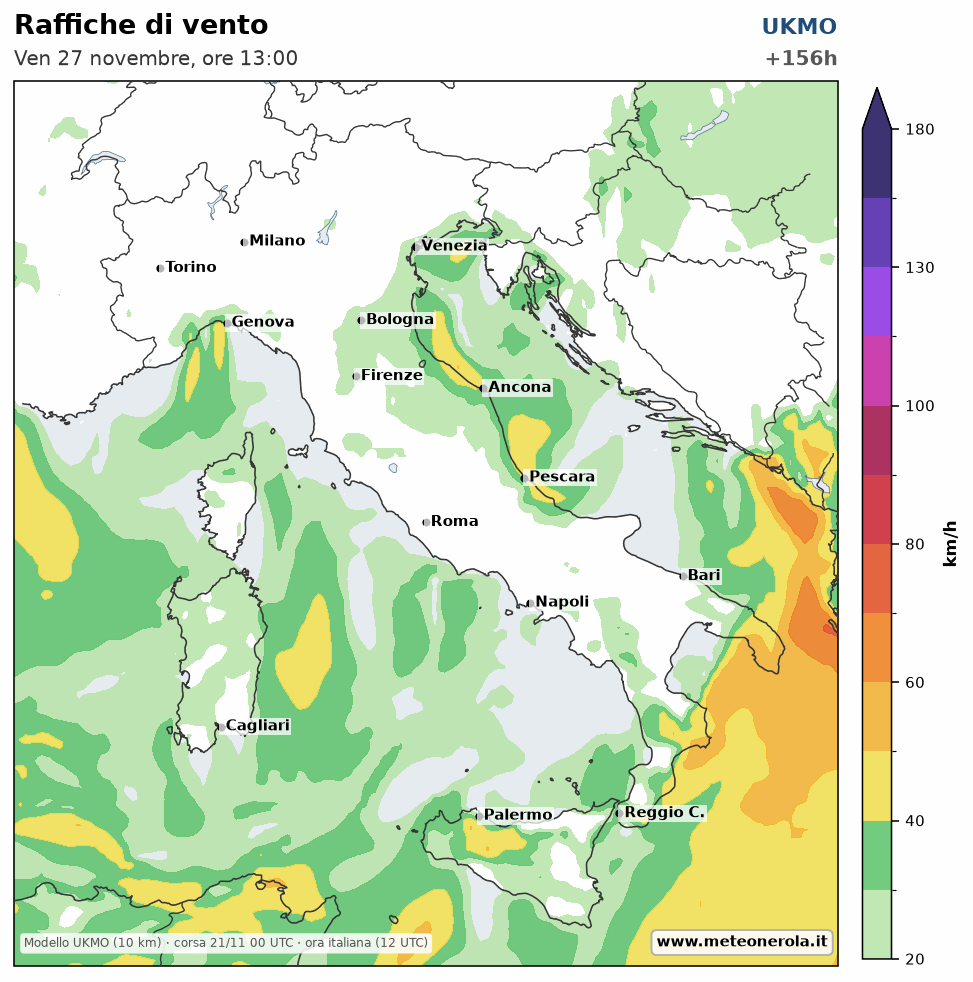 Raffiche di vento
UKMO
Ven 27 novembre, ore 13:00
+156h
Milano
Torino
Venezia
Genova
Bologna
Firenze
Ancona
Pescara
Roma
Bari
Napoli
Cagliari
Palermo
Reggio C.
180
130
100
80
60
40
20
km/h
Modello UKMO (10 km) · corsa 21/11 00 UTC · ora italiana (12 UTC)
www.meteonerola.it